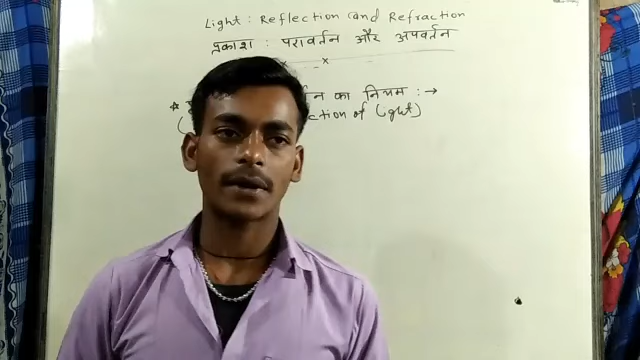 Light : Reflection and Refraction
प्रकाश : परावर्तन और अपवर्तन
का नियम :→
ction of Light)